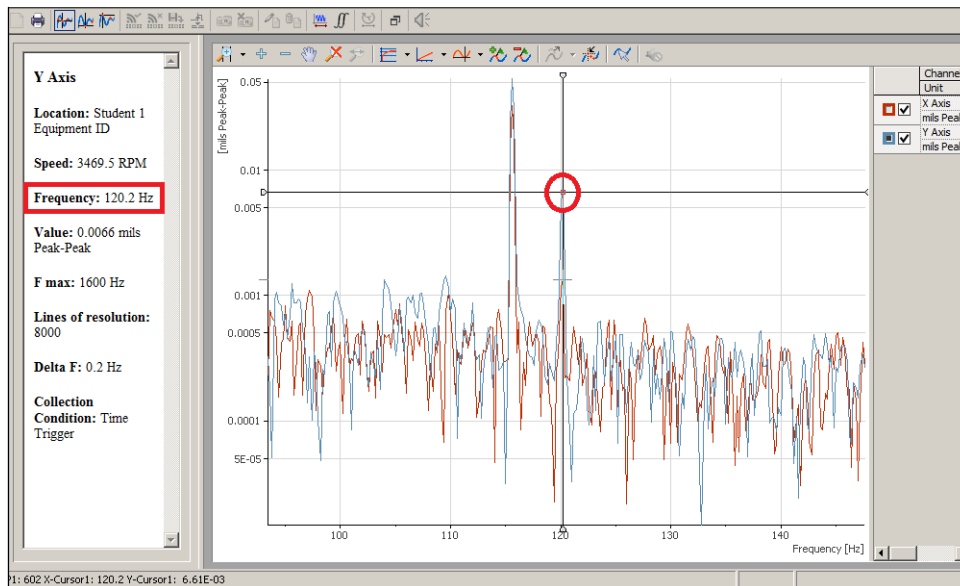 Y Axis
Location: Student 1
Equipment ID
Speed: 3469.5 RPM
Frequency: 120.2 Hz
Value: 0.0066 mils
Peak-Peak
F max: 1600 Hz
Lines of resolution:
8000
Delta F: 0.2 Hz
Collection
Condition: Time
Trigger
[mils Peak-Peak]
0.05
0.01
0.005
0.001
0.0005
0.0001
5E-05
100
110
120
130
140
Frequency [Hz]
Channe
Unit
X Axis
mils Peal
Y Axis
mils Peal
P1: 602 X-Cursor1: 120.2 Y-Cursor1: 6.61E-03